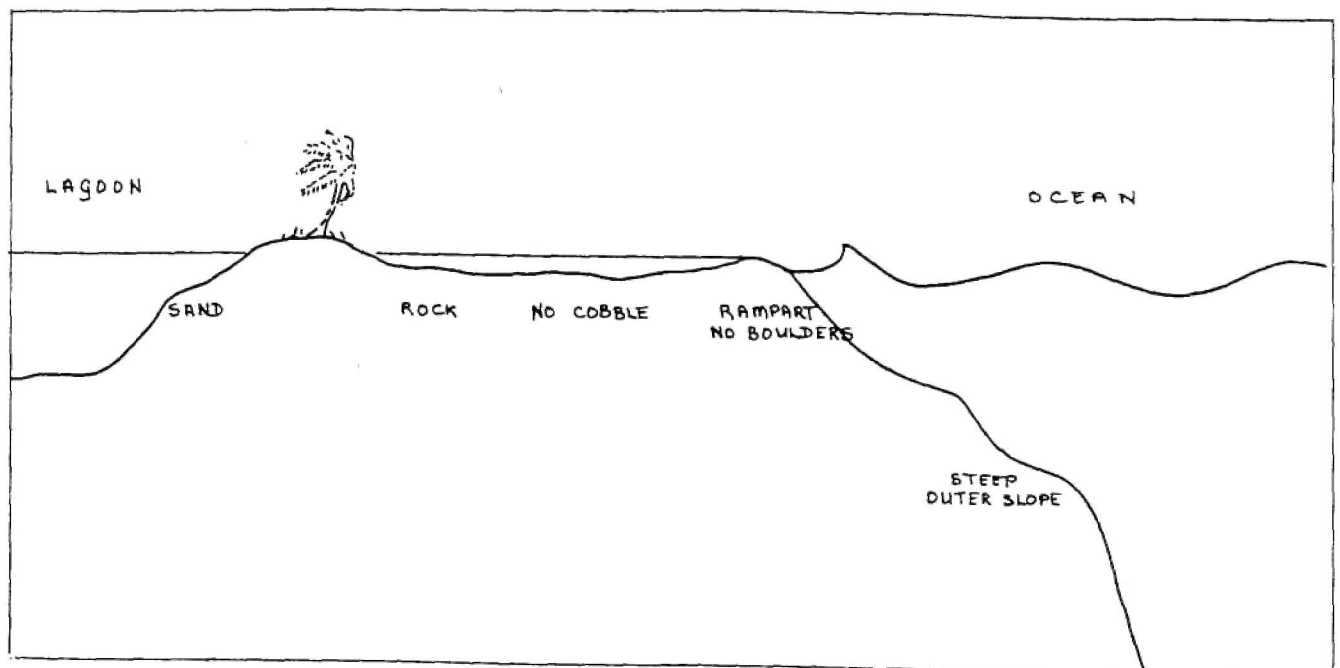 LAGOON
OCEAN
SAND
ROCK
NO COBBLE
RAMPART
NO BOULDERS
STEEP
OUTER SLOPE